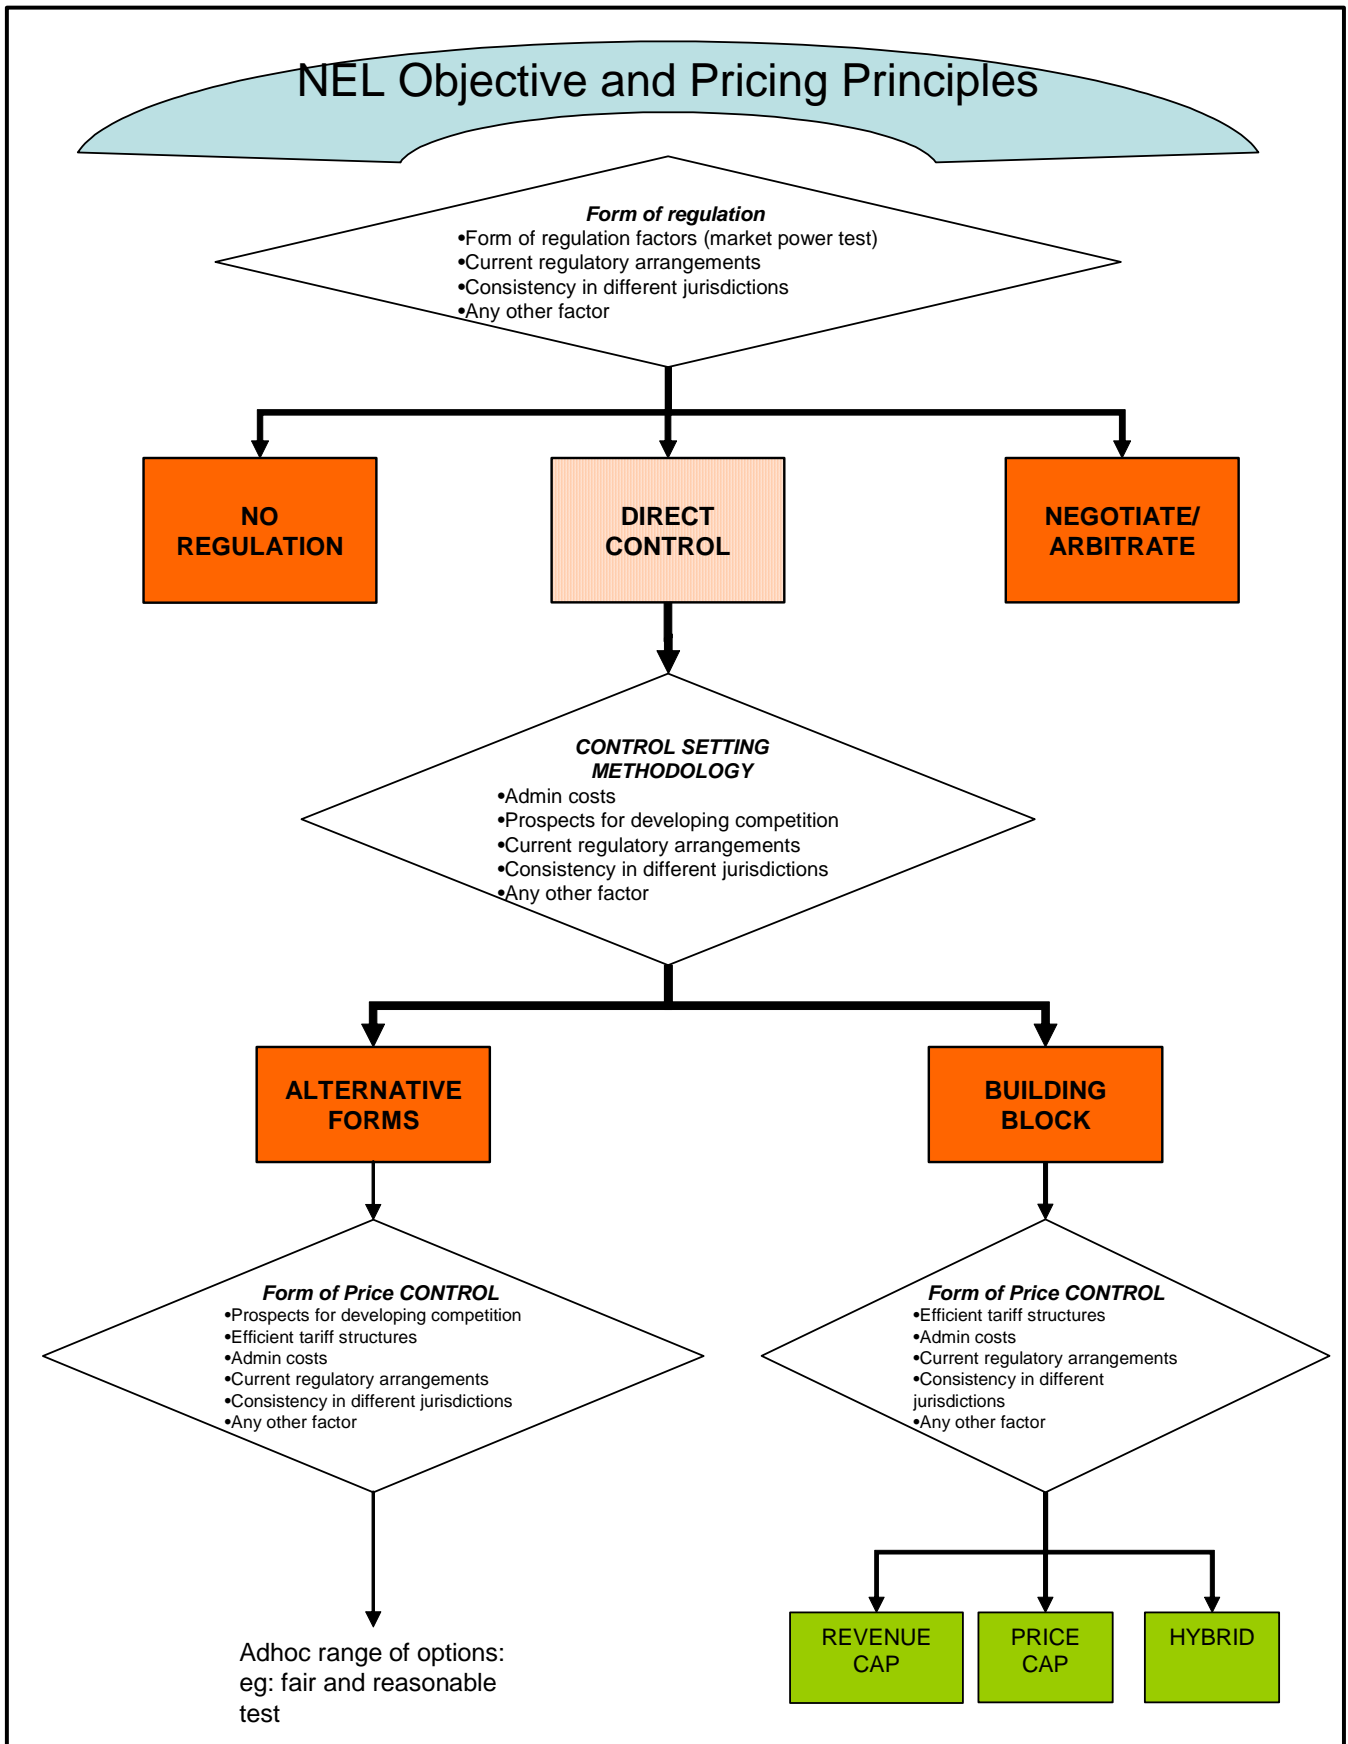 NEL Objective and Pricing Principles
Form of regulation
•Form of regulation factors (market power test)
•Current regulatory arrangements
•Consistency in different jurisdictions
•Any other factor
NO
REGULATION
DIRECT
CONTROL
NEGOTIATE/
ARBITRATE
CONTROL SETTING
METHODOLOGY
•Admin costs
•Prospects for developing competition
•Current regulatory arrangements
•Consistency in different jurisdictions
•Any other factor
ALTERNATIVE
FORMS
BUILDING
BLOCK
Form of Price CONTROL
•Prospects for developing competition
•Efficient tariff structures
•Admin costs
•Current regulatory arrangements
•Consistency in different jurisdictions
•Any other factor
Form of Price CONTROL
•Efficient tariff structures
•Admin costs
•Current regulatory arrangements
•Consistency in different
jurisdictions
•Any other factor
Adhoc range of options:
eg: fair and reasonable
test
REVENUE
CAP
PRICE
CAP
HYBRID